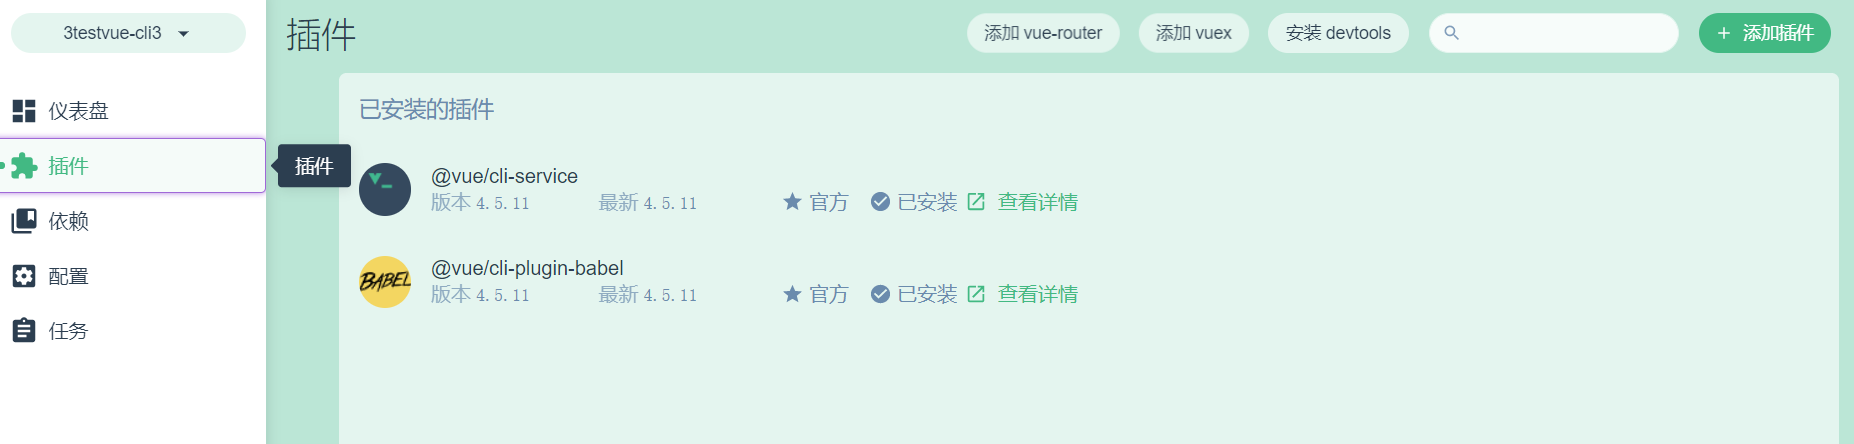 3testvue-cli3
插件
添加 vue-router
添加 vuex
安装 devtools
添加插件
仪表盘
插件
插件
依赖
配置
任务
已安装的插件
@vue/cli-service
版本 4.5.11 最新 4.5.11 官方 已安装 查看详情
BABEL
@vue/cli-plugin-babel
版本 4.5.11 最新 4.5.11 官方 已安装 查看详情